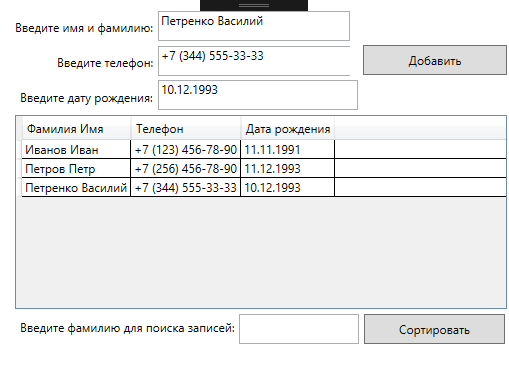 Введите имя и фамилию: Петренко Василий
Введите телефон: +7 (344) 555-33-33 Добавить
Введите дату рождения: 10.12.1993
Фамилия Имя Телефон Дата рождения
Иванов Иван +7 (123) 456-78-90 11.11.1991
Петров Петр +7 (256) 456-78-90 11.12.1993
Петренко Василий +7 (344) 555-33-33 10.12.1993
Введите фамилию для поиска записей: Сортировать